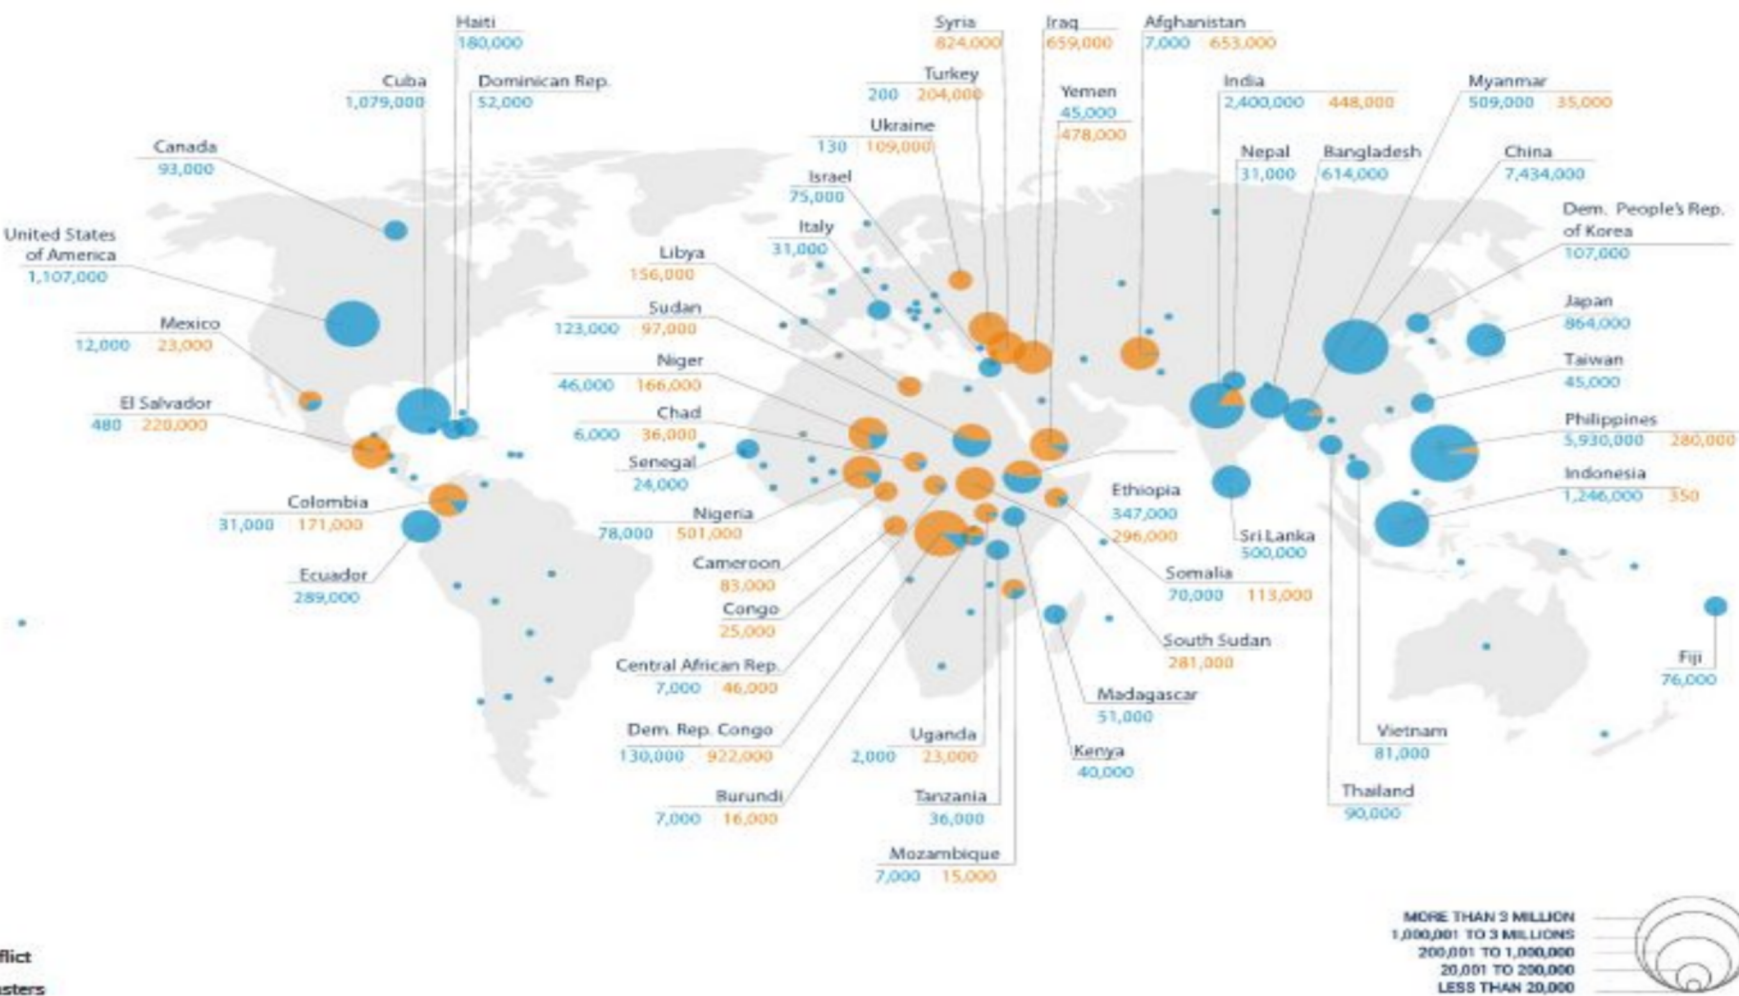 Haiti
180,000
Cuba
1,079,000
Dominican Rep.
52,000
Canada
93,000
United States
of America
1,107,000
Mexico
12,000 23,000
El Salvador
480 220,000
Colombia
31,000 171,000
Ecuador
289,000
Syria
824,000
Iraq
659,000
Afghanistan
7,000 653,000
Turkey
200 204,000
Yemen
45,000
478,000
Ukraine
130 109,000
Israel
75,000
Italy
31,000
Libya
156,000
Sudan
123,000 97,000
Niger
46,000 166,000
Chad
6,000 36,000
Senegal
24,000
Nigeria
78,000 501,000
Cameroon
83,000
Congo
25,000
Central African Rep.
7,000 46,000
Dem. Rep. Congo
130,000 922,000
Burundi
7,000 16,000
Uganda
2,000 23,000
Tanzania
36,000
Mozambique
7,000 15,000
Kenya
40,000
Madagascar
51,000
South Sudan
281,000
Somalia
70,000 113,000
Ethiopia
347,000
296,000
India
2,400,000 448,000
Myanmar
509,000 35,000
Nepal
31,000
Bangladesh
614,000
China
7,434,000
Dem. People's Rep.
of Korea
107,000
Japan
864,000
Taiwan
45,000
Philippines
5,930,000 280,000
Indonesia
1,246,000 350
Sri Lanka
500,000
Fiji
76,000
Vietnam
81,000
Thailand
90,000
flict
asters
MORE THAN 3 MILLION
1,000,001 TO 3 MILLIONS
200,001 TO 1,000,000
20,001 TO 200,000
LESS THAN 20,000